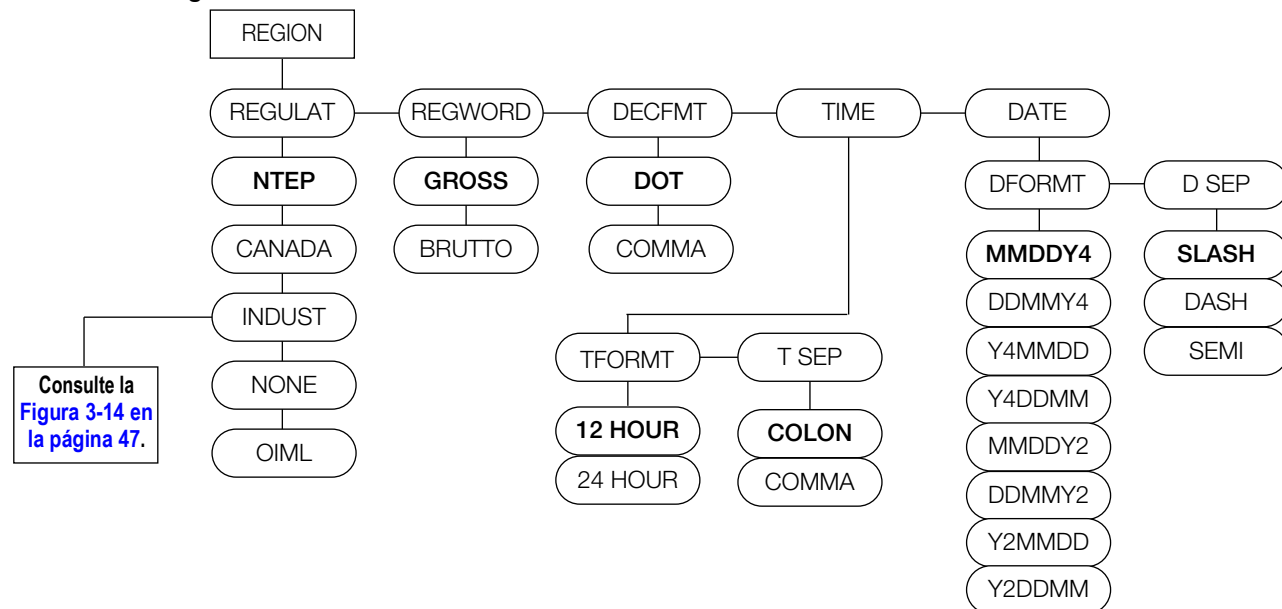 REGION
REGULAT
REGWORD
DECFMT
TIME
DATE
NTEP
GROSS
DOT
DFORMT
D SEP
CANADA
BRUTTO
COMMA
MMDDY4
SLASH
INDUST
DDMMY4
DASH
TFORMT
T SEP
Y4MMDD
SEMI
Consulte la
Figura 3-14 en
la página 47.
NONE
Y4DDMM
12 HOUR
COLON
OIML
MMDDY2
24 HOUR
COMMA
DDMMY2
Y2MMDD
Y2DDMM